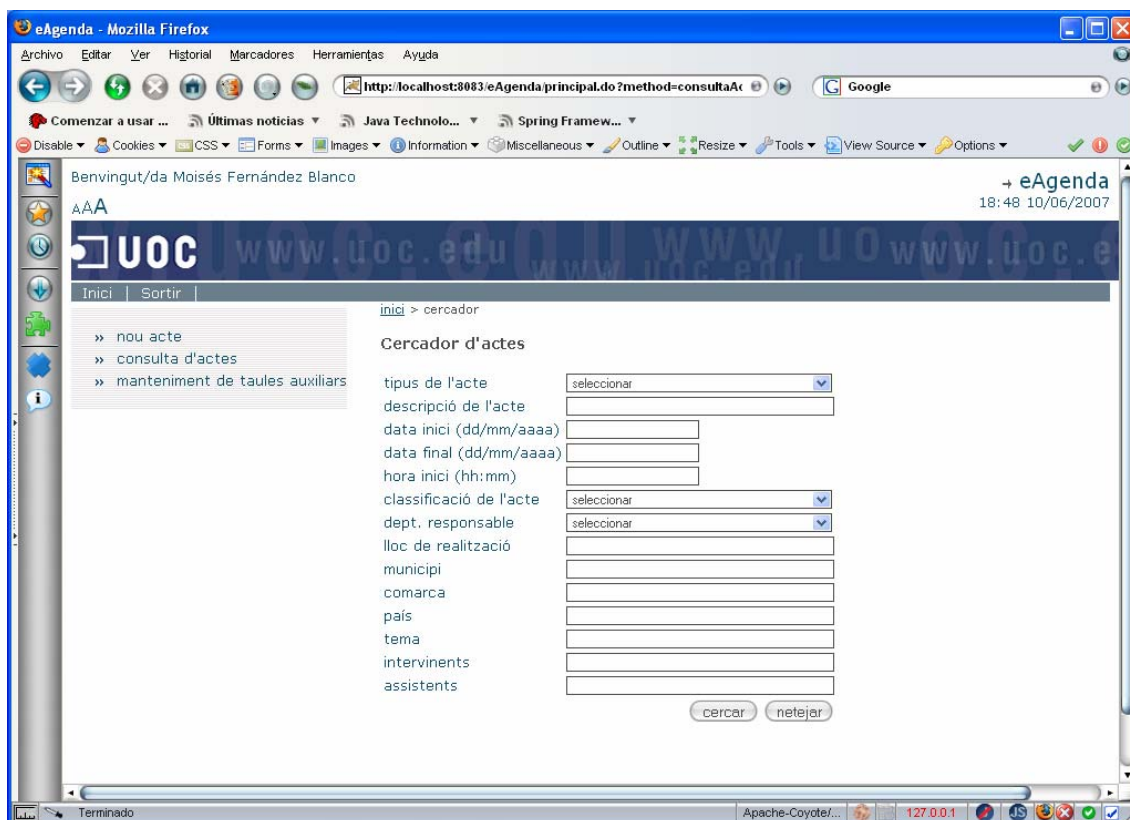 eAgenda - Mozilla Firefox
Archivo Editar Ver Historial Marcadores Herramientas Ayuda
http://localhost:8083/eAgenda/principal.do?method=consultaAc Google
Comenzar a usar ... Últimas noticias Java Technolo... Spring Framew...
Disable Cookies CSS Forms Images Information Miscellaneous Outline Resize Tools View Source Options
Benvingut/da Moisés Fernández Blanco
→ eAgenda
AAA
18:48 10/06/2007
UOC www.uoc.edu www.uoc.edu
Inici | Sortir |
inici > cercador
» nou acte
» consulta d'actes
» manteniment de taules auxiliars
Cercador d'actes
tipus de l'acte seleccionar
descripció de l'acte
data inici (dd/mm/aaaa)
data final (dd/mm/aaaa)
hora inici (hh:mm)
classificació de l'acte seleccionar
dept. responsable seleccionar
lloc de realització
municipi
comarca
país
tema
intervinents
assistents
cercar netejar
Terminado Apache-Coyote/... 127.0.0.1 JS